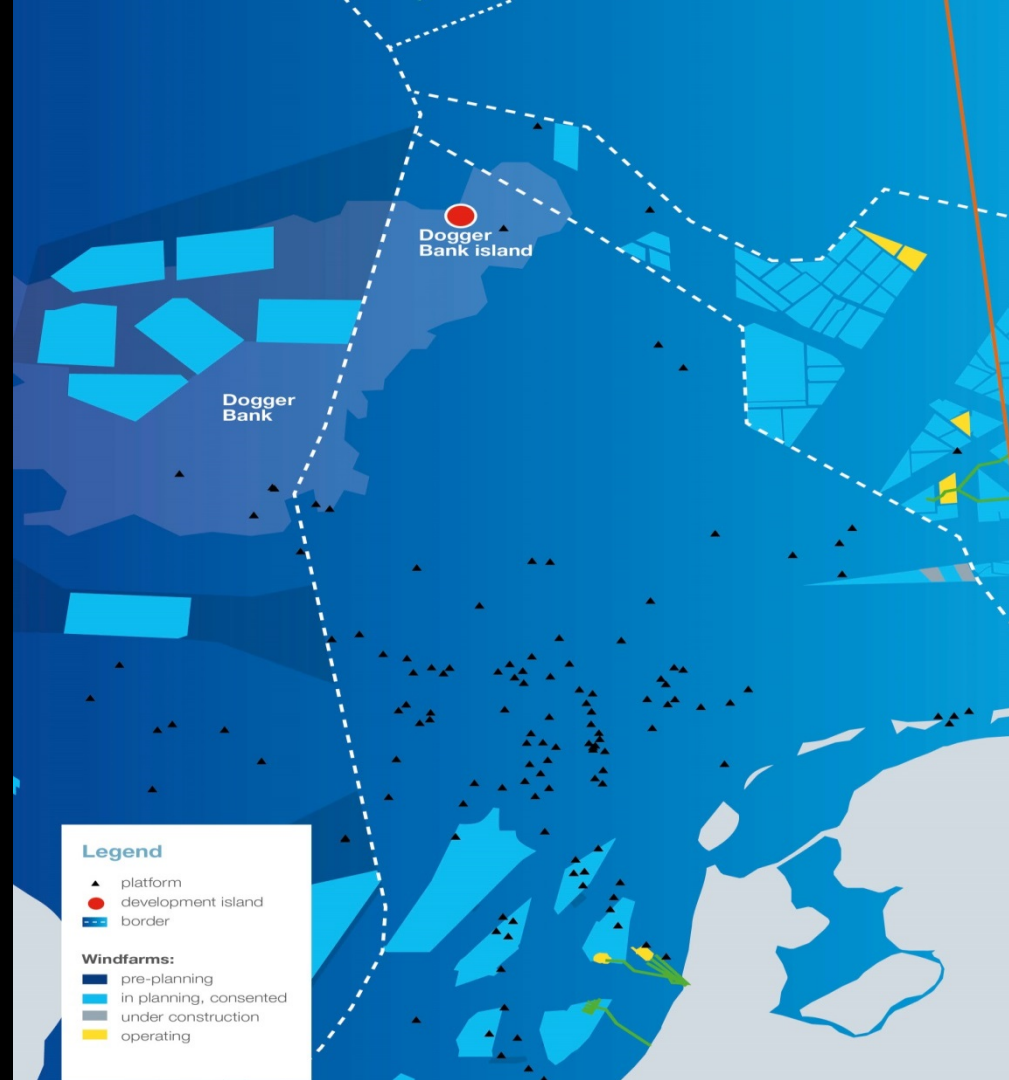 Dogger
Bank island
Dogger
Bank
Legend
platform
development island
border
Windfarms:
pre-planning
in planning, consented
under construction
operating